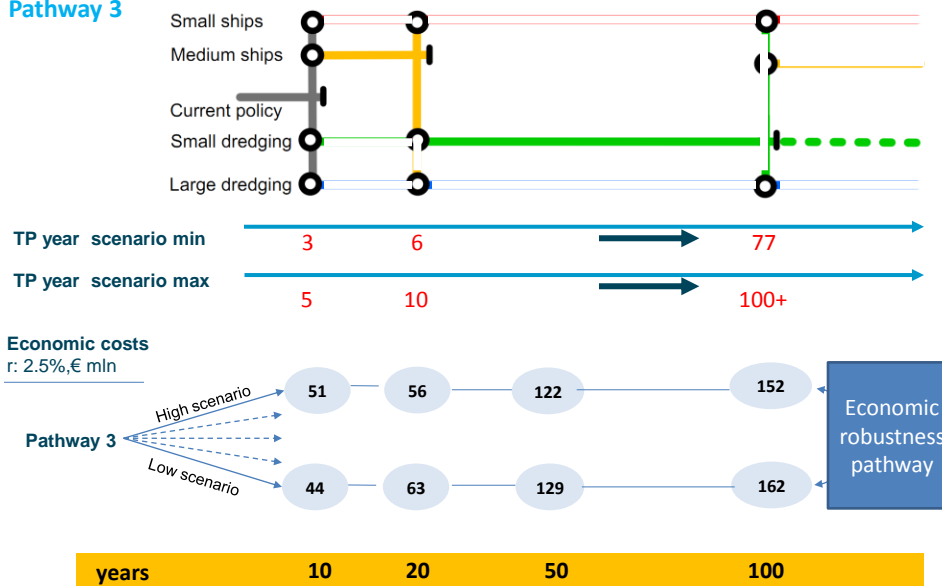 Pathway 3
Small ships
Medium ships
Current policy
Small dredging
Large dredging
TP year scenario min
3 6 77
TP year scenario max
5 10 100+
Economic costs
r: 2.5%,€ mln
High scenario
51 56 122 152
Pathway 3
Low scenario
44 63 129 162
Economic
robustness
pathway
years 10 20 50 100